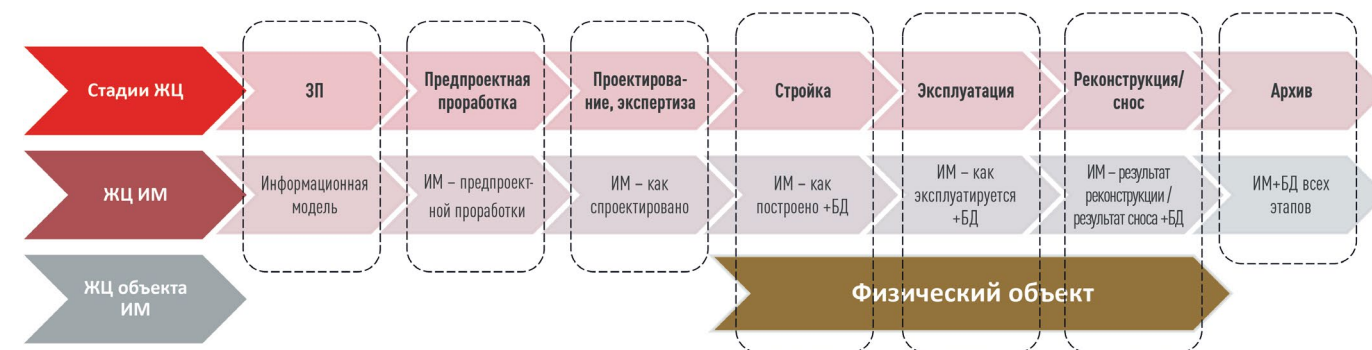 Стадии ЖЦ
ЗП
Предпроектная
проработка
Проектирова-
ние, экспертиза
Стройка
Эксплуатация
Реконструкция/
снос
Архив
ЖЦ ИМ
Информационная
модель
ИМ – предпроект-
ной проработки
ИМ – как
спроектировано
ИМ – как
построено +БД
ИМ – как
эксплуатируется
+БД
ИМ – результат
реконструкции /
результат сноса +БД
ИМ+БД всех
этапов
ЖЦ объекта
ИМ
Физический объект